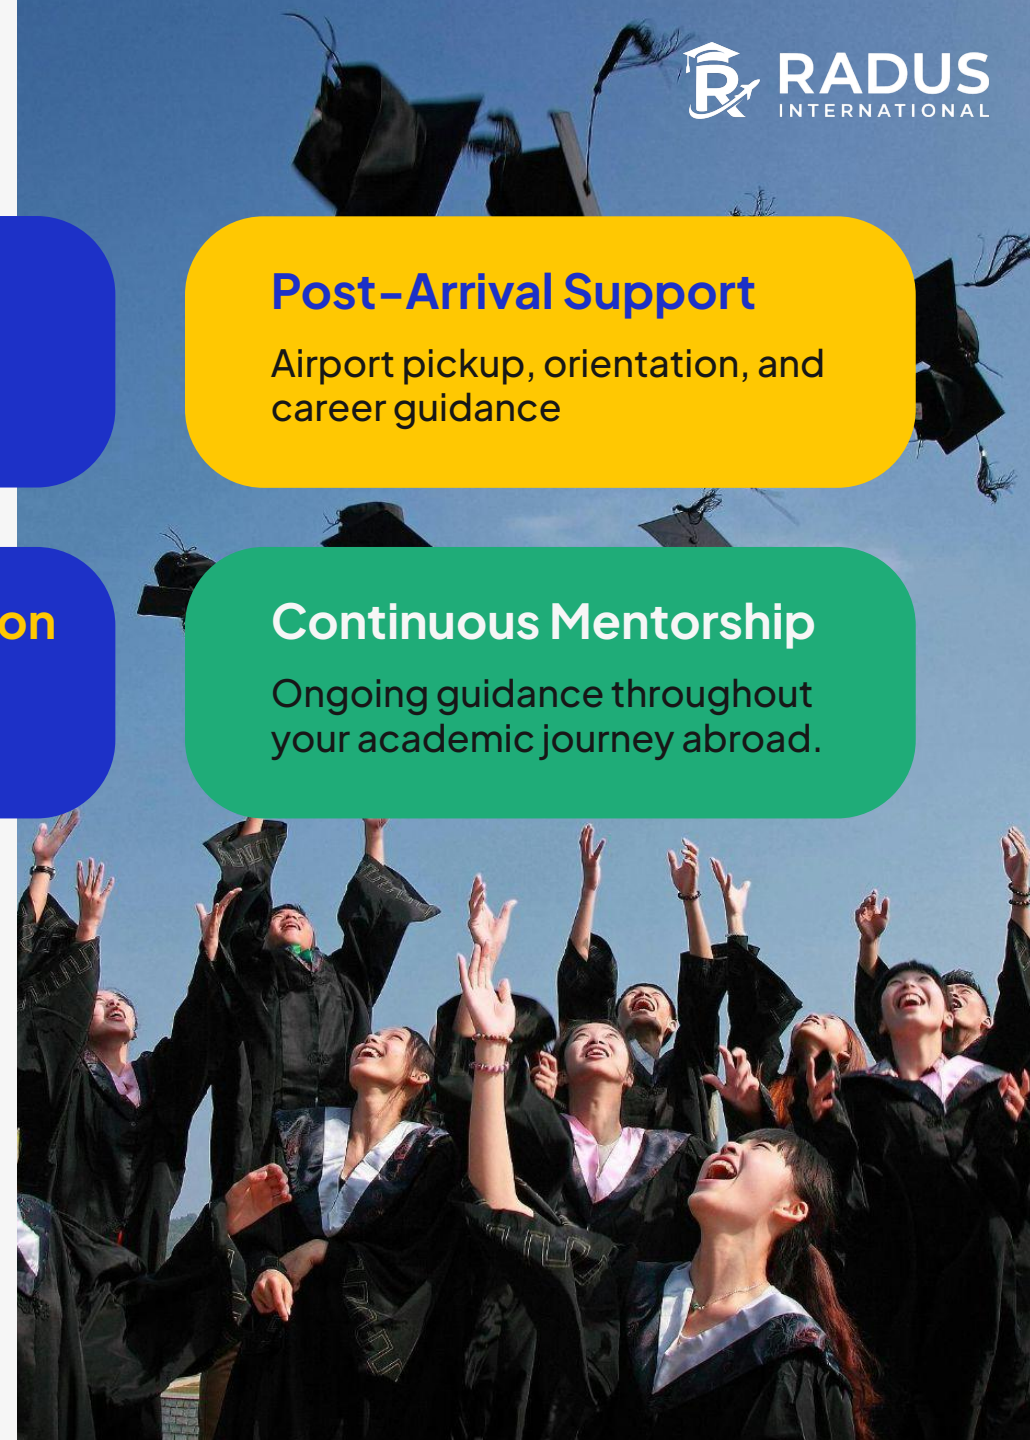 RADUS
INTERNATIONAL
Post-Arrival Support
Airport pickup, orientation, and
career guidance
on
Continuous Mentorship
Ongoing guidance throughout
your academic journey abroad.